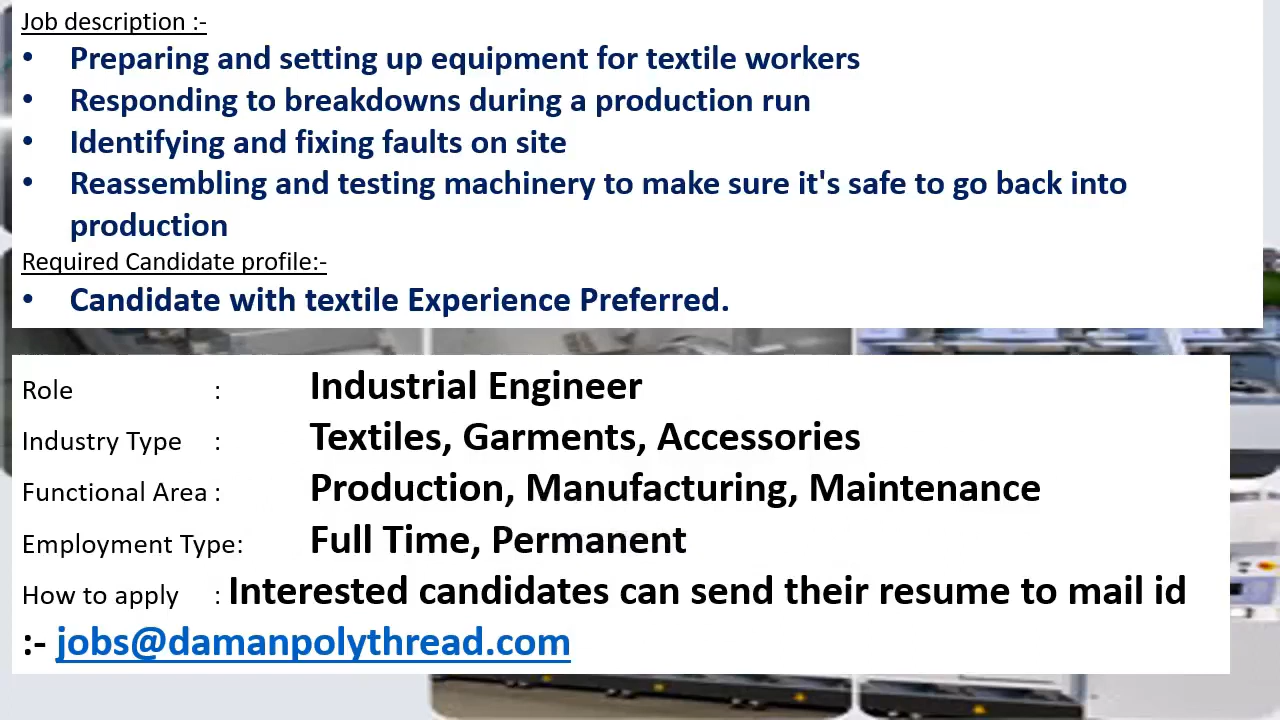 Job description :-
• Preparing and setting up equipment for textile workers
• Responding to breakdowns during a production run
• Identifying and fixing faults on site
• Reassembling and testing machinery to make sure it's safe to go back into
production
Required Candidate profile:-
• Candidate with textile Experience Preferred.
Role : Industrial Engineer
Industry Type : Textiles, Garments, Accessories
Functional Area : Production, Manufacturing, Maintenance
Employment Type: Full Time, Permanent
How to apply : Interested candidates can send their resume to mail id
:- jobs@damanpolythread.com